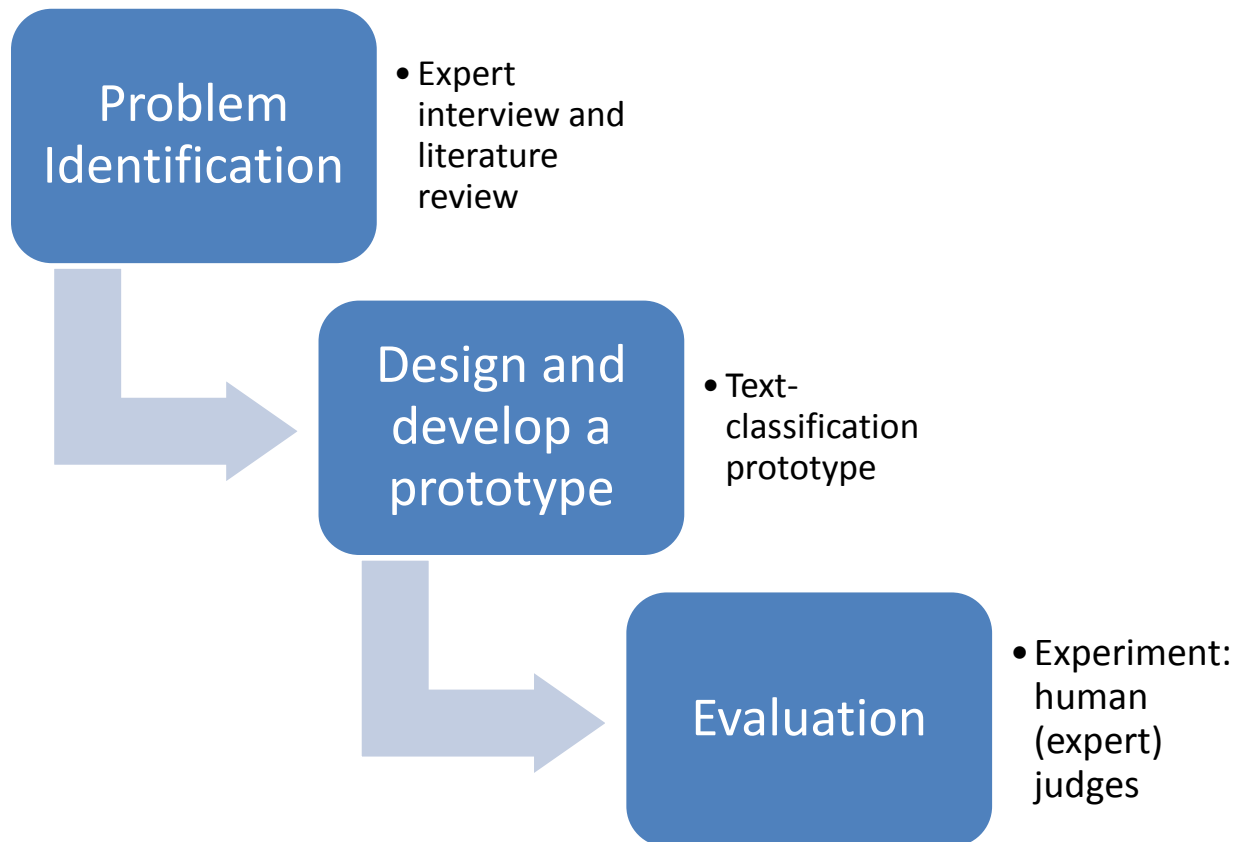 Problem
Identification
• Expert
interview and
literature
review
Design and
develop a
prototype
• Text-
classification
prototype
Evaluation
• Experiment:
human
(expert)
judges